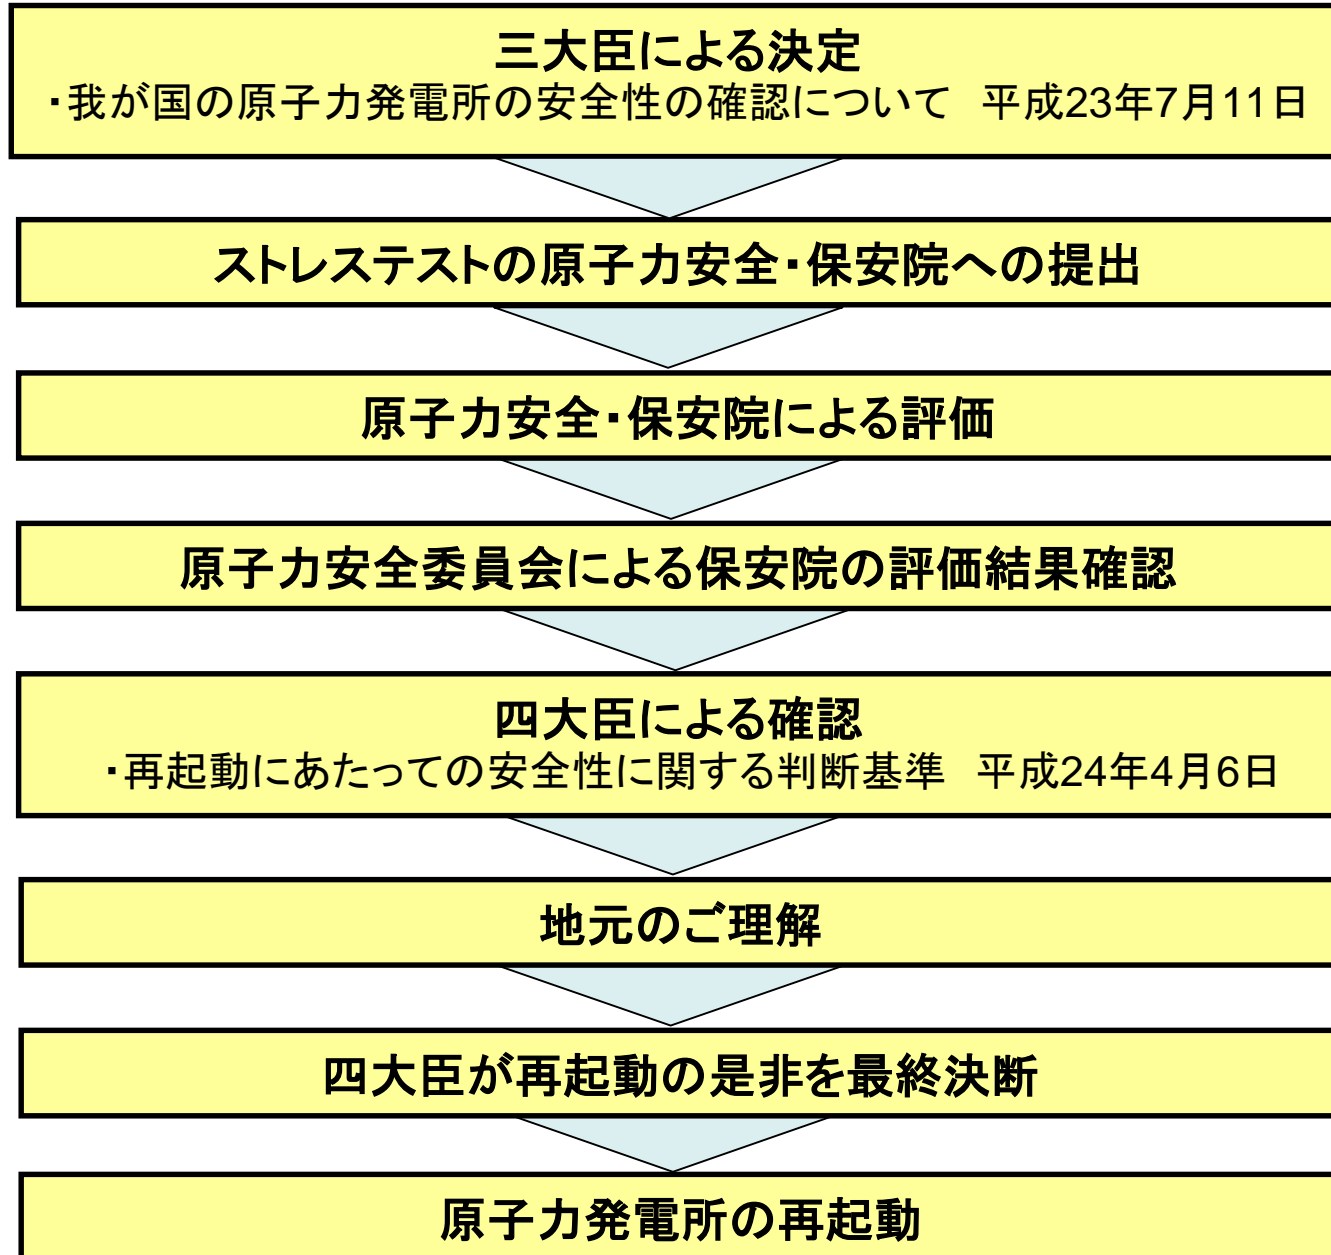 三大臣による決定
・我が国の原子力発電所の安全性の確認について　平成23年7月11日
ストレステストの原子力安全・保安院への提出
原子力安全・保安院による評価
原子力安全委員会による保安院の評価結果確認
四大臣による確認
・再起動にあたっての安全性に関する判断基準　平成24年4月6日
地元のご理解
四大臣が再起動の是非を最終決断
原子力発電所の再起動